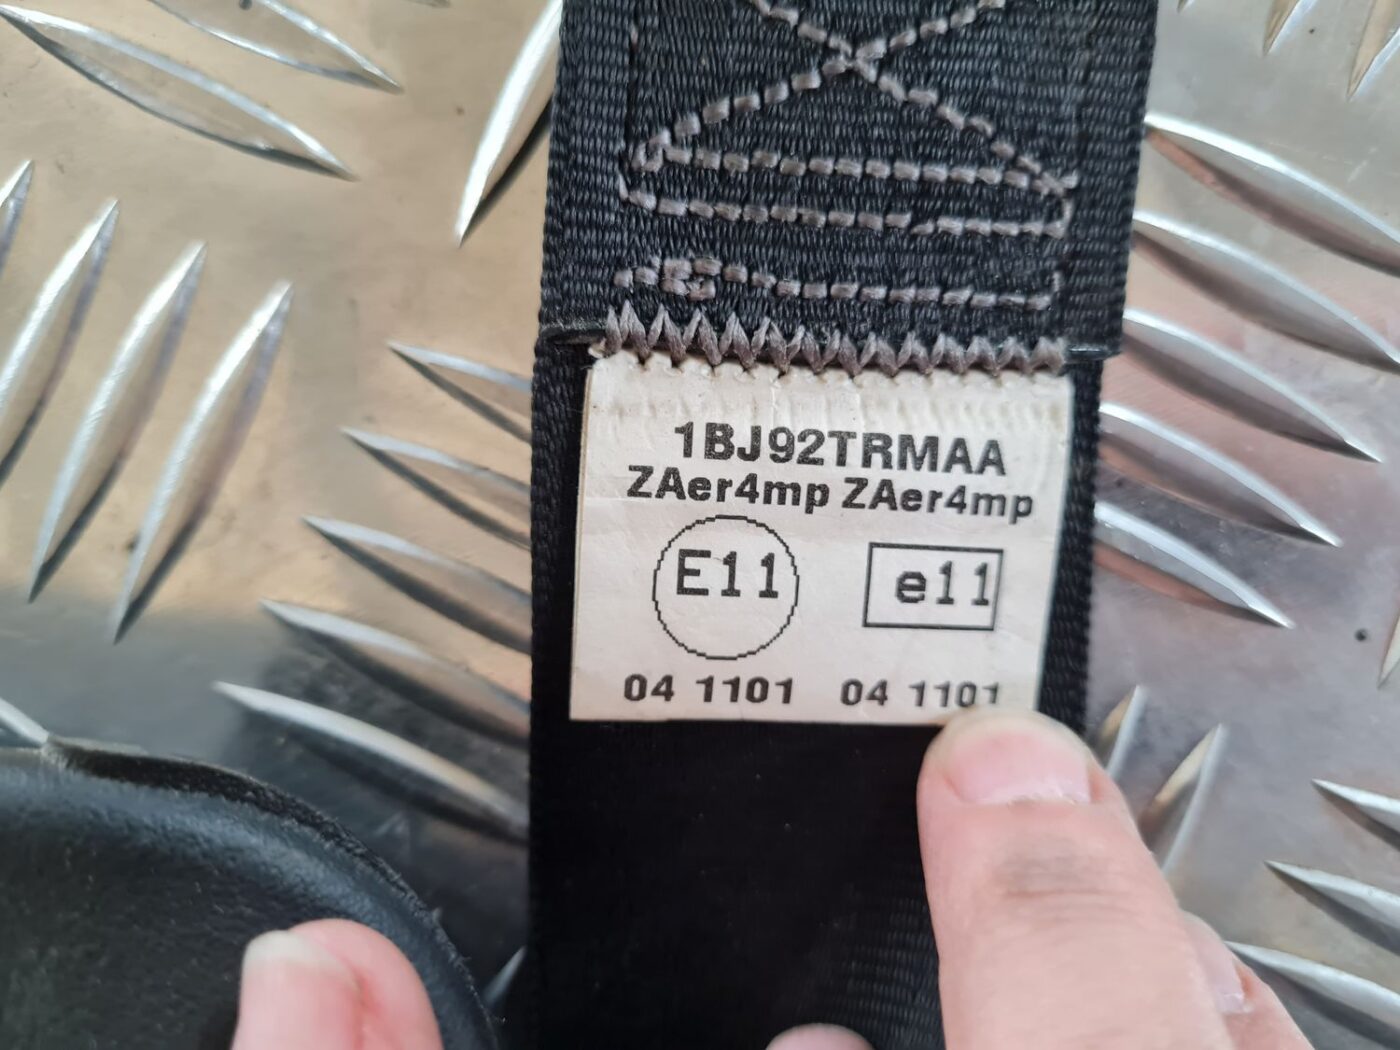 1BJ92TRMAA
ZAer4mp ZAer4mp
E11 e11
04 1101 04 1101